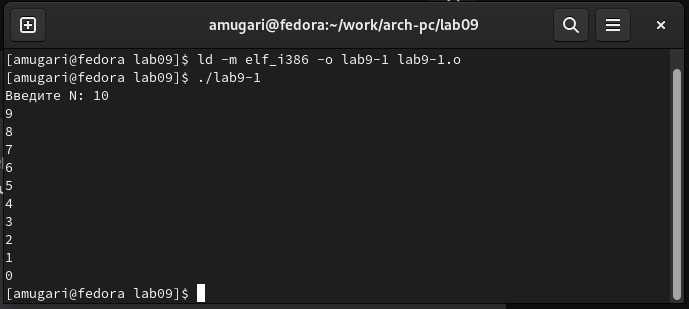 amugari@fedora:~/work/arch-pc/lab09
[amugari@fedora lab09]$ ld -m elf_i386 -o lab9-1 lab9-1.o
[amugari@fedora lab09]$ ./lab9-1
Введите N: 10
9
8
7
6
5
4
3
2
1
0
[amugari@fedora lab09]$